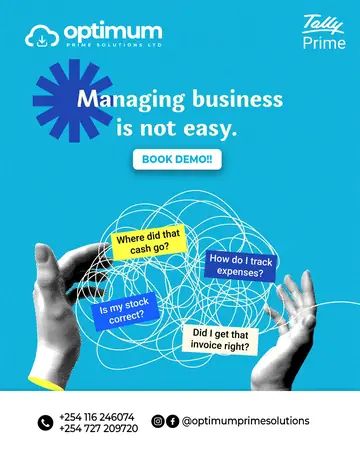 optimum
PRIME SOLUTIONS LTD
Tally
Prime
Managing business
is not easy.
BOOK DEMO!!
Where did that
cash go?
How do I track
expenses?
Is my stock
correct?
Did I get that
invoice right?
+254 116 246074
+254 727 209720
@optimumprimesolutions